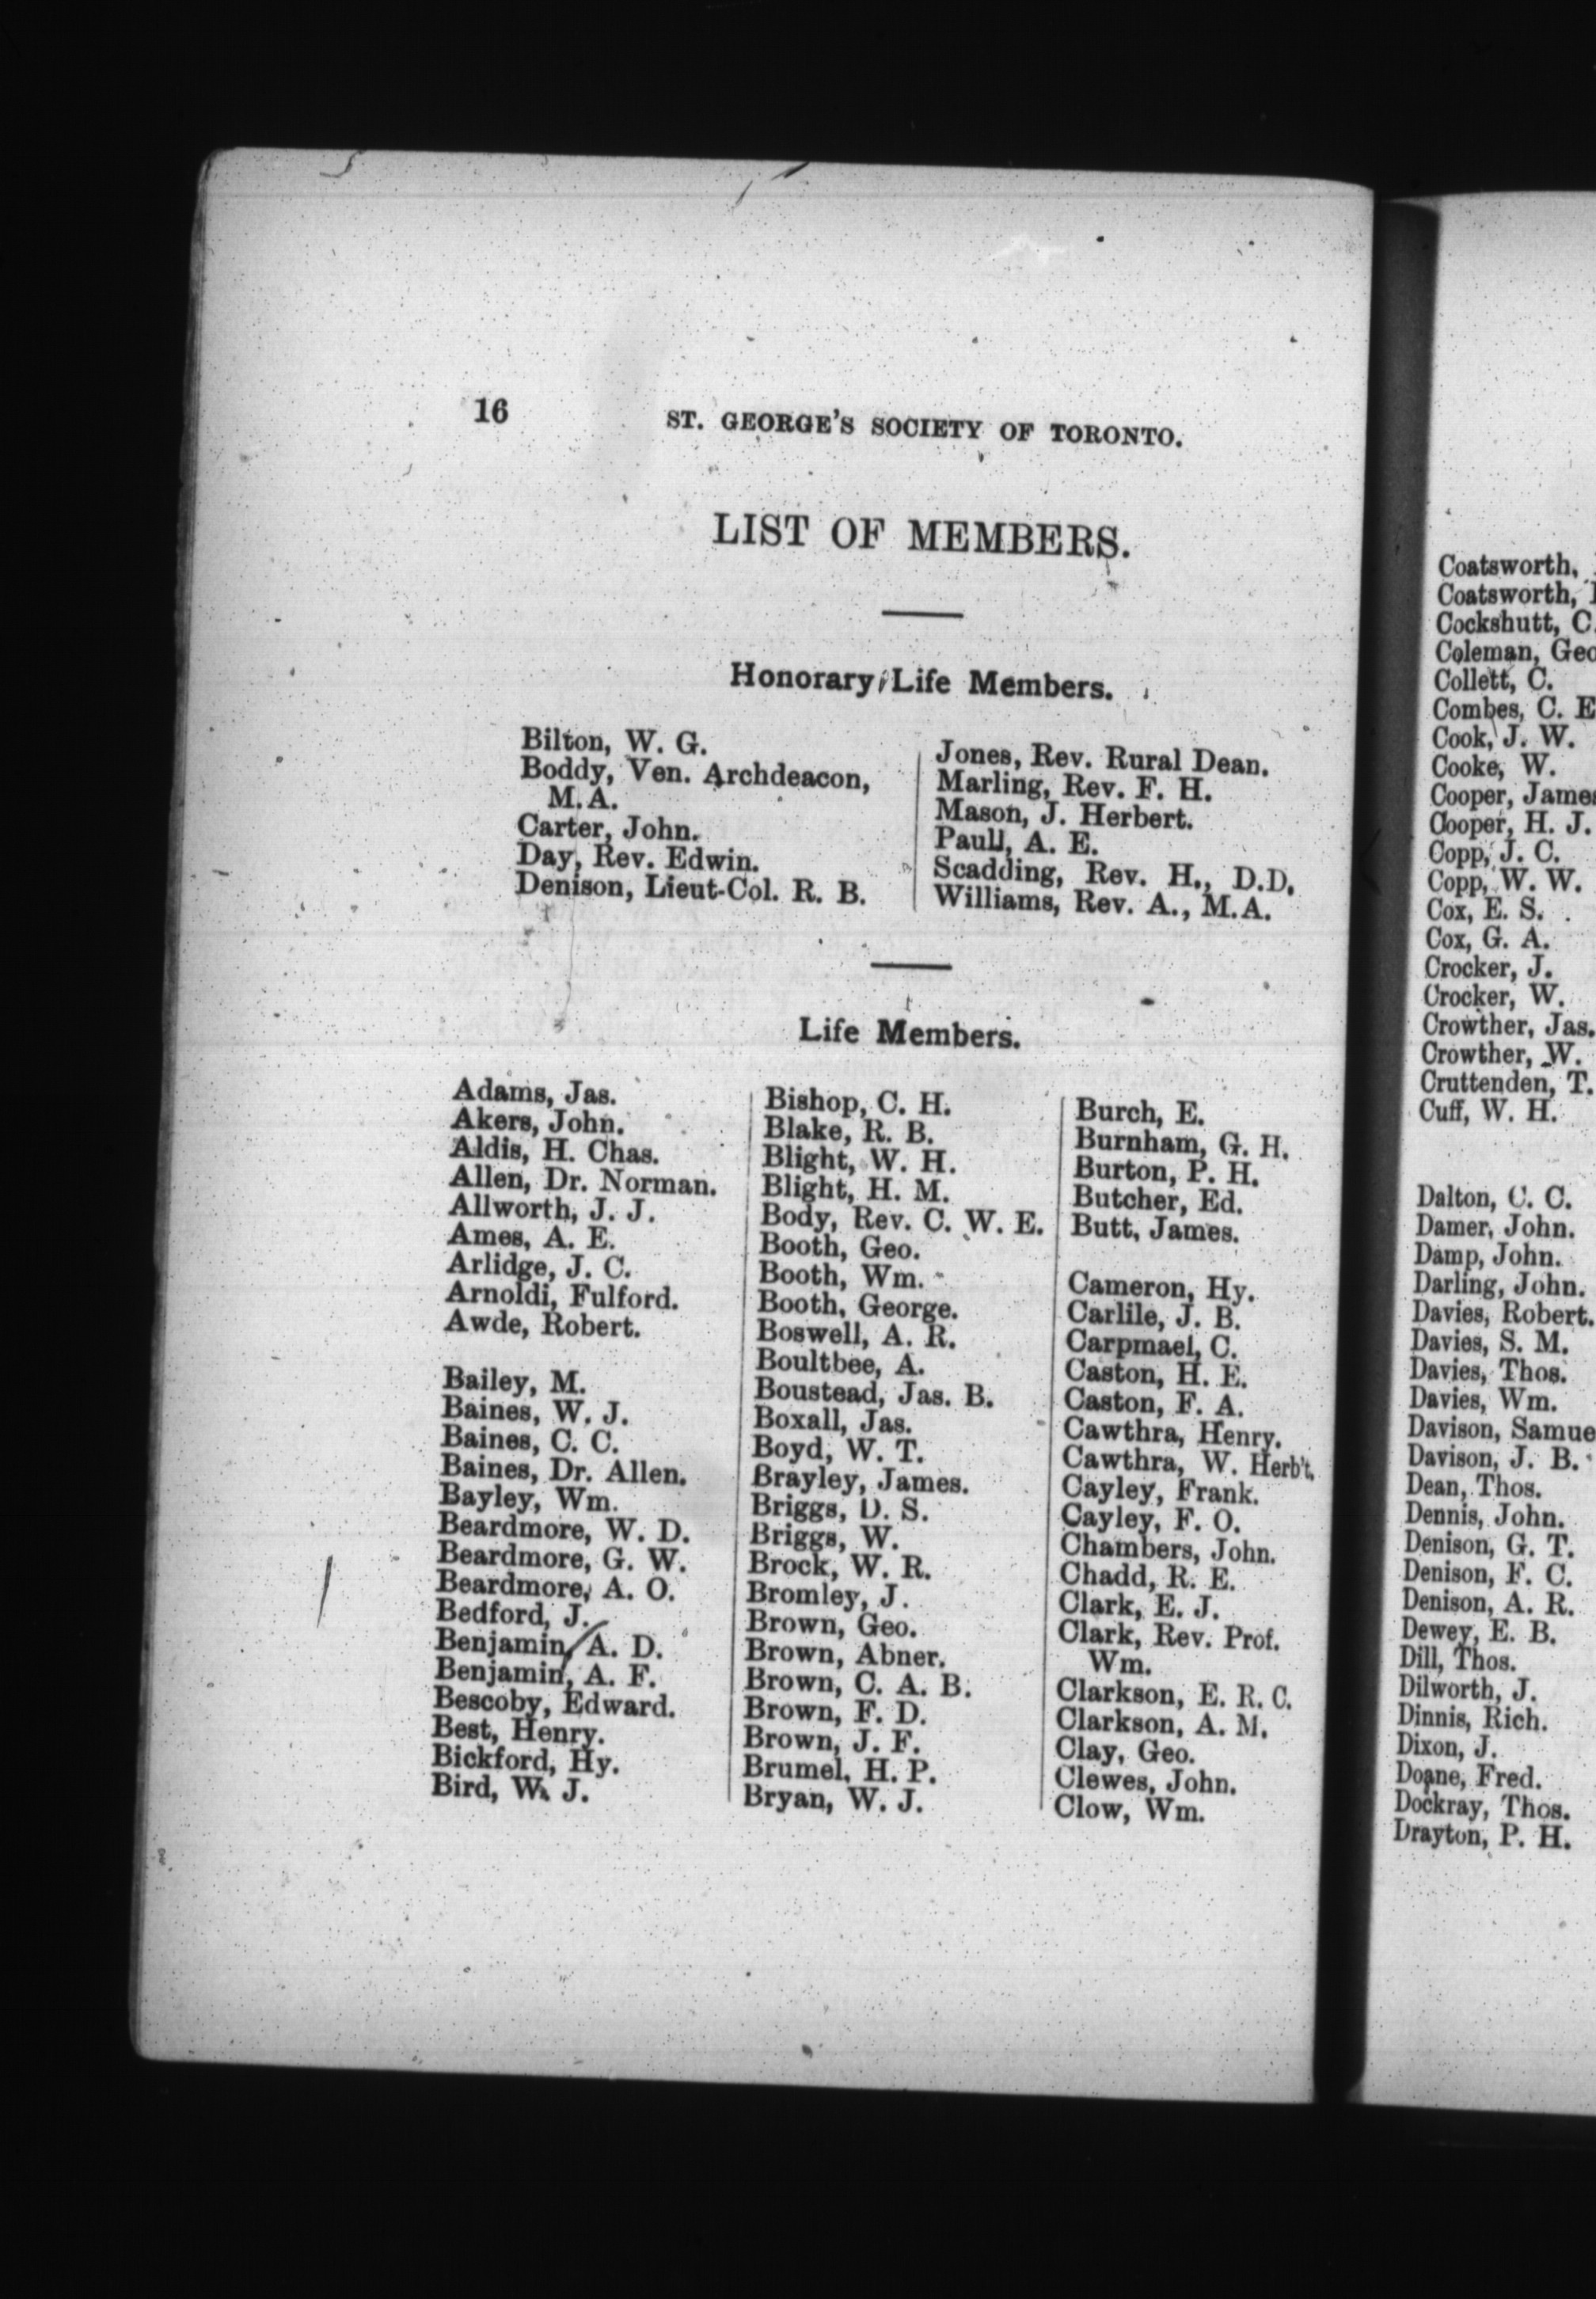 16
ST. GEORGE'S SOCIETY OF TORONTO.
LIST OF MEMBERS.
Honorary Life Members.
Bilton, W. G.
Boddy, Ven. Archdeacon,
M.A.
Carter, John.
Day, Rev. Edwin.
Denison, Lieut-Col. R. B.
Jones, Rev. Rural Dean.
Marling, Rev. F. H.
Mason, J. Herbert.
Paull, A. E.
Scadding, Rev. H., D.D.
Williams, Rev. A., M.A.
Life Members.
Adams, Jas.
Akers, John.
Aldis, H. Chas.
Allen, Dr. Norman.
Allworth, J. J.
Ames, A. E.
Arlidge, J. C.
Arnoldi, Fulford.
Awde, Robert.
Bailey, M.
Baines, W. J.
Baines, C. C.
Baines, Dr. Allen.
Bayley, Wm.
Beardmore, W. D.
Beardmore, G. W.
Beardmore, A. O.
Bedford, J.
Benjamin, A. D.
Benjamin, A. F.
Bescoby, Edward.
Best, Henry.
Bickford, Hy.
Bird, W. J.
Bishop, C. H.
Blake, R. B.
Blight, W. H.
Blight, H. M.
Body, Rev. C. W. E.
Booth, Geo.
Booth, Wm.
Booth, George.
Boswell, A. R.
Boultbee, A.
Boustead, Jas. B.
Boxall, Jas.
Boyd, W. T.
Brayley, James.
Briggs, D. S.
Briggs, W.
Brock, W. R.
Bromley, J.
Brown, Geo.
Brown, Abner.
Brown, C. A. B.
Brown, F. D.
Brown, J. F.
Brumel, H. P.
Bryan, W. J.
Burch, E.
Burnham, G. H.
Burton, P. H.
Butcher, Ed.
Butt, James.
Cameron, Hy.
Carlile, J. B.
Carpmael, C.
Caston, H. E.
Caston, F. A.
Cawthra, Henry.
Cawthra, W. Herb't.
Cayley, Frank.
Cayley, F. O.
Chambers, John.
Chadd, R. E.
Clark, E. J.
Clark, Rev. Prof.
Wm.
Clarkson, E. R. C.
Clarkson, A. M.
Clay, Geo.
Clewes, John.
Clow, Wm.
Coatsworth,
Coatsworth,
Cockshutt, C
Coleman, Geo
Collett, C.
Combes, C. E
Cook, J. W.
Cooke, W.
Cooper, James
Cooper, H. J.
Copp, J. C.
Copp, W. W.
Cox, E. S.
Cox, G. A.
Crocker, J.
Crocker, W.
Crowther, Jas.
Crowther, W.
Cruttenden, T.
Cuff, W. H.
Dalton, C. C.
Damer, John.
Damp, John.
Darling, John.
Davies, Robert.
Davies, S. M.
Davies, Thos.
Davies, Wm.
Davison, Samue
Davison, J. B.
Dean, Thos.
Dennis, John.
Denison, G. T.
Denison, F. C.
Denison, A. R.
Dewey, E. B.
Dill, Thos.
Dilworth, J.
Dinnis, Rich.
Dixon, J.
Doane, Fred.
Dockray, Thos.
Drayton, P. H.